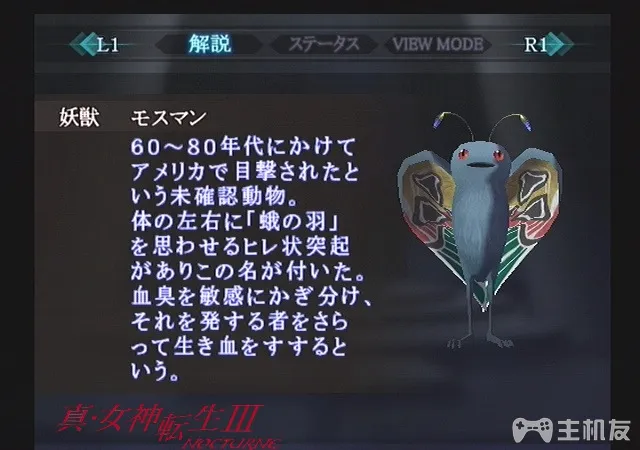 L1 解説 ステータス VIEW MODE R1
妖獣 モスマン
60～80年代にかけて
アメリカで目撃されたと
いう未確認動物。
体の左右に「蛾の羽」
を思わせるヒレ状突起
がありこの名が付いた。
血臭を敏感にかぎ分け、
それを発する者をさら
って生き血をすすると
いう。
真・女神転生III
NOCTURNE
主机友